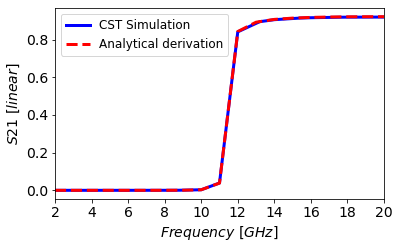 CST Simulation
Analytical derivation
S21 [linear]
0.8
0.6
0.4
0.2
0.0
2 4 6 8 10 12 14 16 18 20
Frequency [GHz]